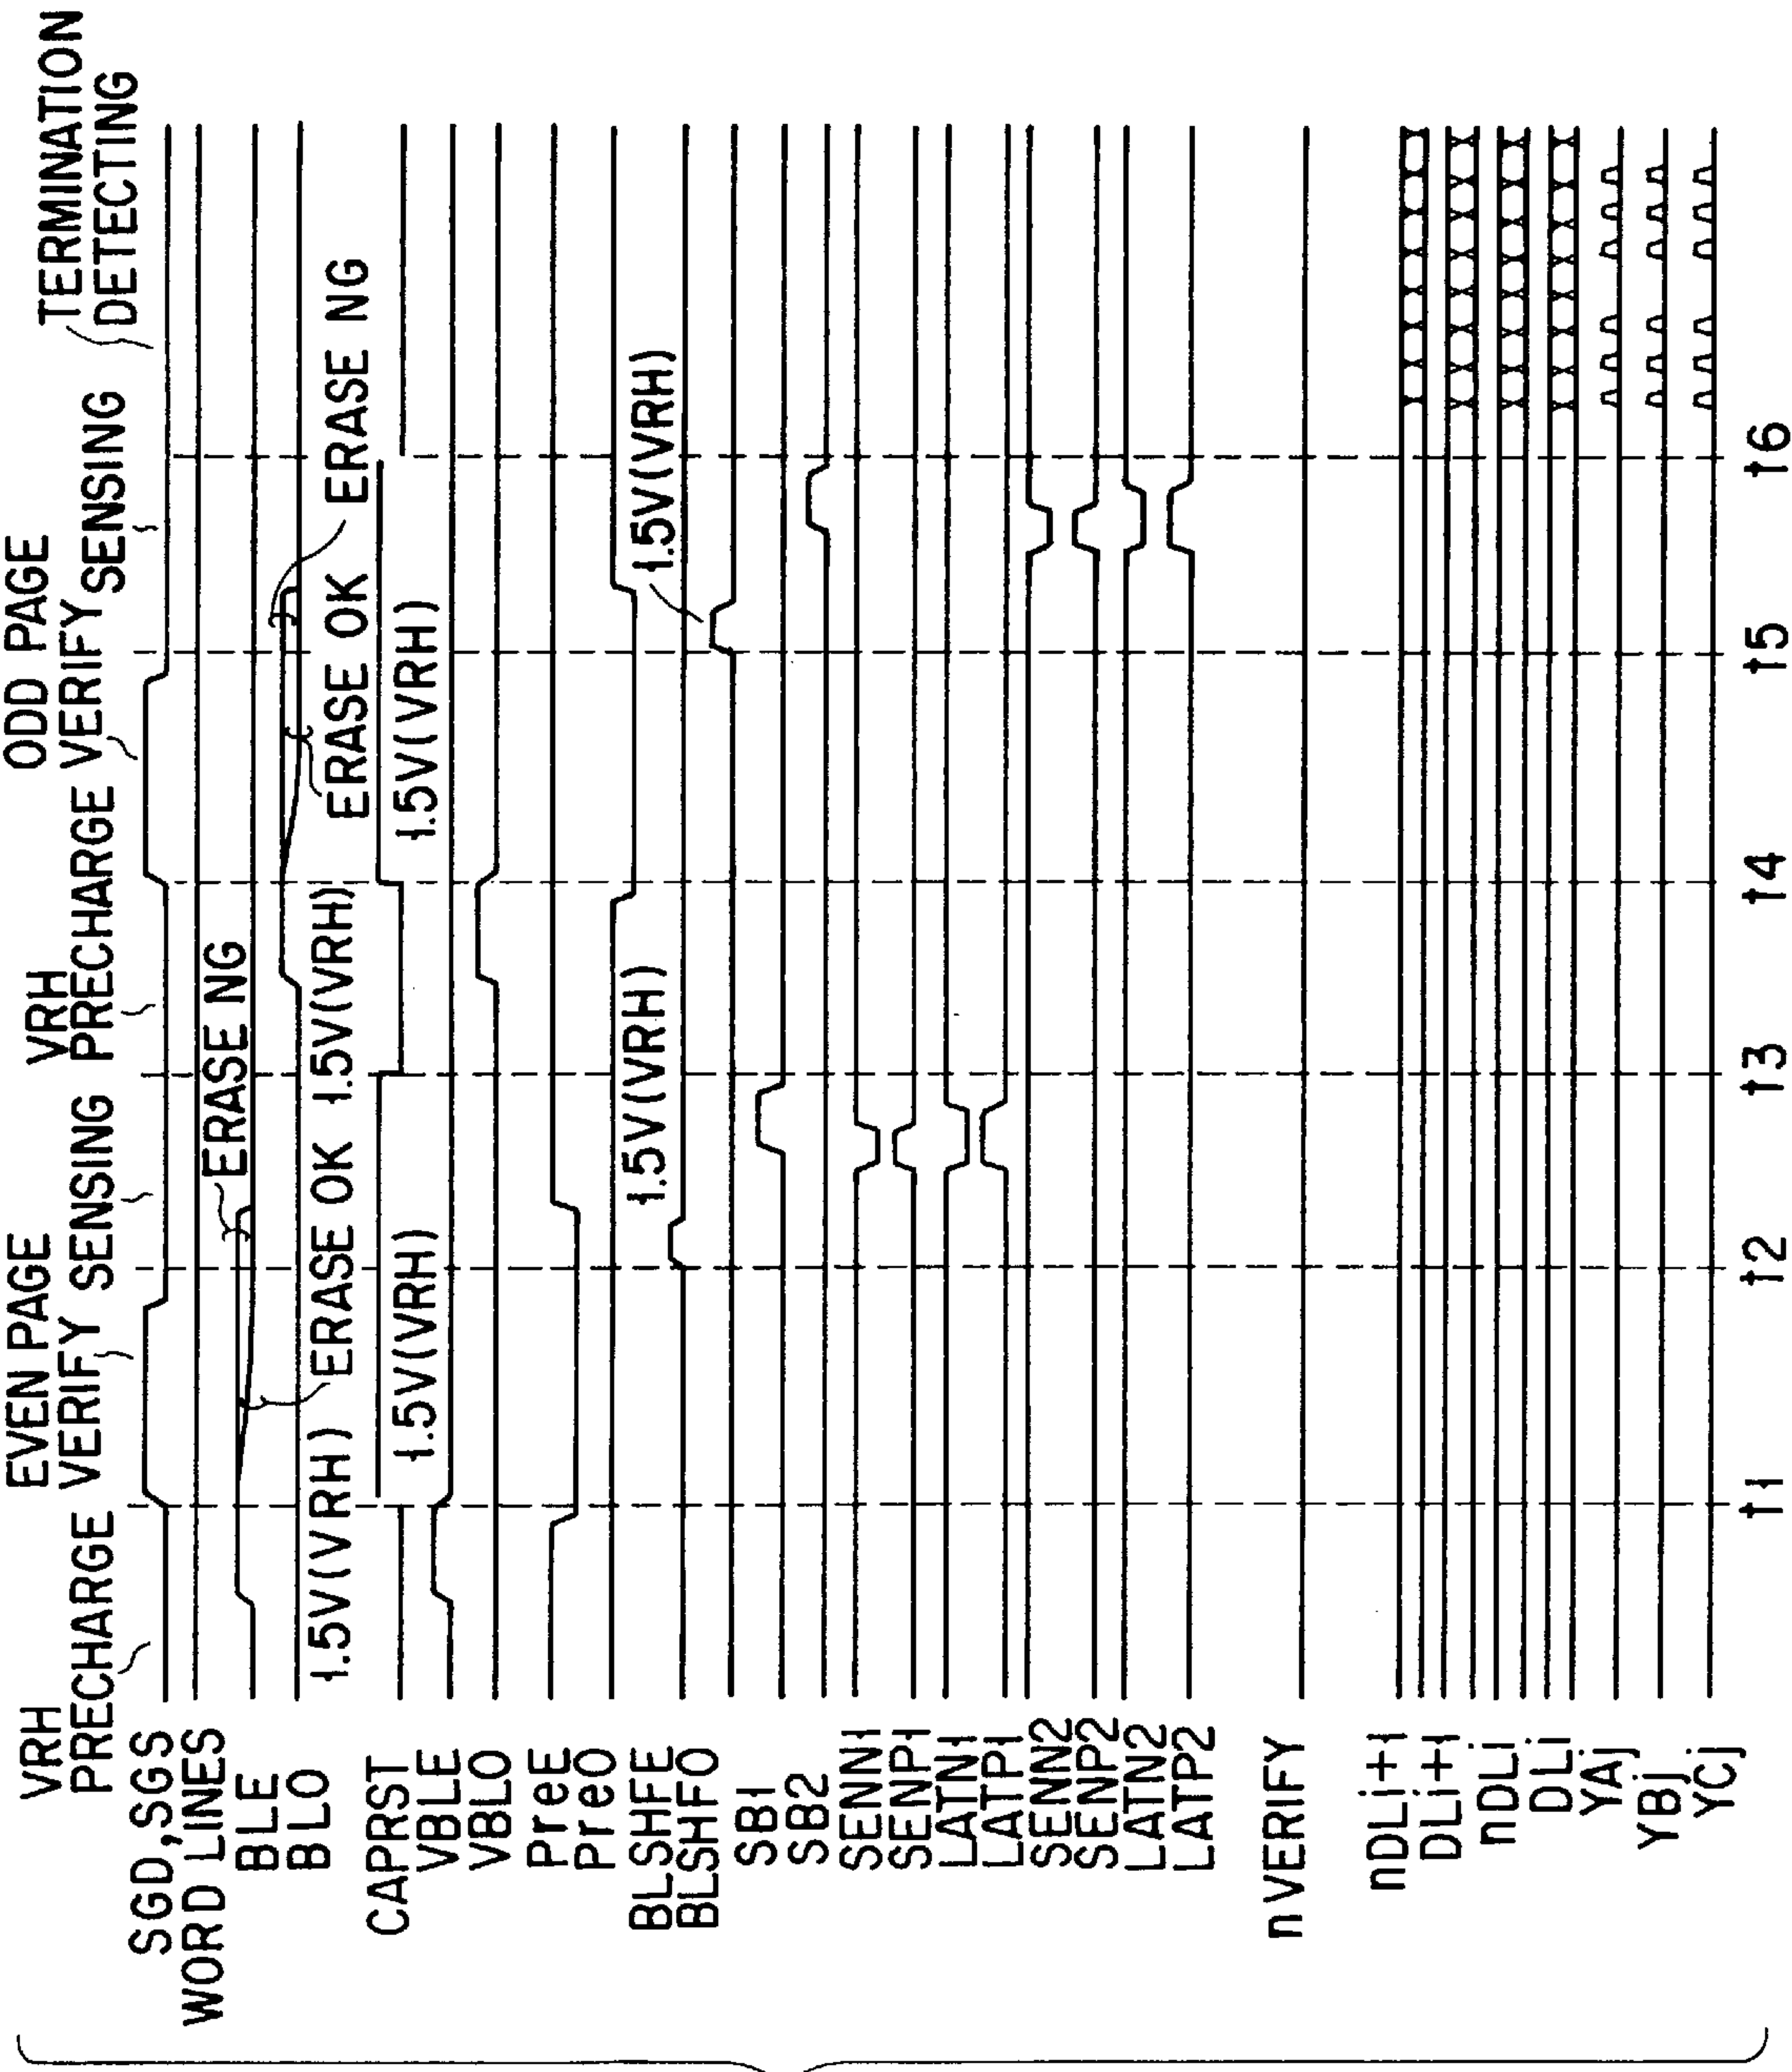 VRH
PRECHARGE
EVEN PAGE
VERIFY
SENSING
VRH
PRECHARGE
ODD PAGE
VERIFY
SENSING
TERMINATION
DETECTING
SGD,SGS
WORD LINES
BLE
BLO
ERASE NG
ERASE NG
1.5V(VRH)
ERASE OK
1.5V(VRH)
ERASE OK
CAPRST
VBLE
VBLO
1.5V(VRH)
1.5V(VRH)
PreE
PreO
BLSHFE
BLSHFO
1.5V(VRH)
1.5V(VRH)
SB1
SB2
SENN1
SENP1
LATN1
LATP1
SENN2
SENP2
LATN2
LATP2
n VERIFY
nDLi+1
DLi+1
nDLi
DLi
YAj
YBj
YCj
t1
t2
t3
t4
t5
t6